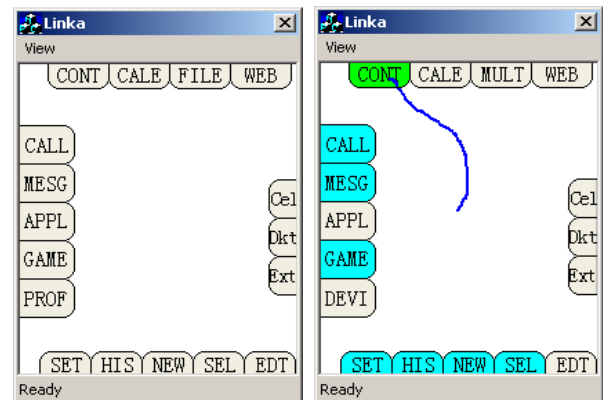 Linka
View
CONT CALE FILE WEB
CALL
MESG
APPL
GAME
PROF
Cel
Dkt
Ext
SET HIS NEW SEL EDT
Ready
Linka
View
CONT CALE MULT WEB
CALL
MESG
APPL
GAME
DEVI
Cel
Dkt
Ext
SET HIS NEW SEL EDT
Ready